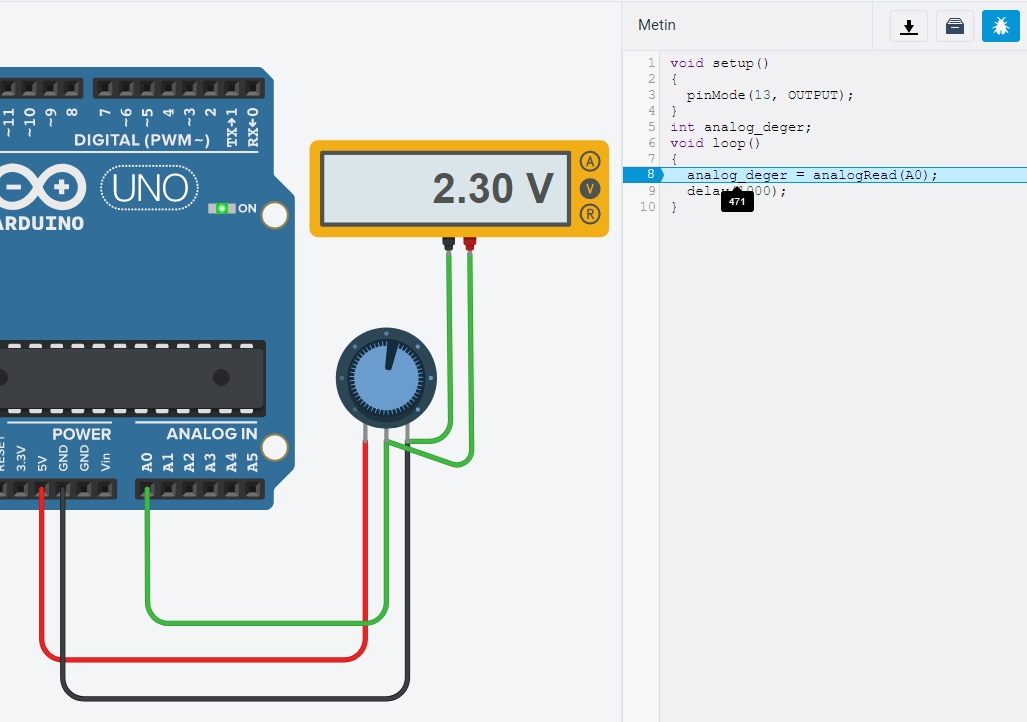 Metin
~11
~10
~9
8
7
~6
~5
4
~3
2
TX→1
RX←0
DIGITAL (PWM~)
UNO
ARDUINO
ON
2.30 V
A
V
R
POWER
ANALOG IN
RESET
3.3V
5V
GND
GND
Vin
A0
A1
A2
A3
A4
A5
1 void setup()
2 {
3 pinMode(13, OUTPUT);
4 }
5 int analog_deger;
6 void loop()
7 {
8 analog_deger = analogRead(A0);
9 delay(1000);
10 }
471